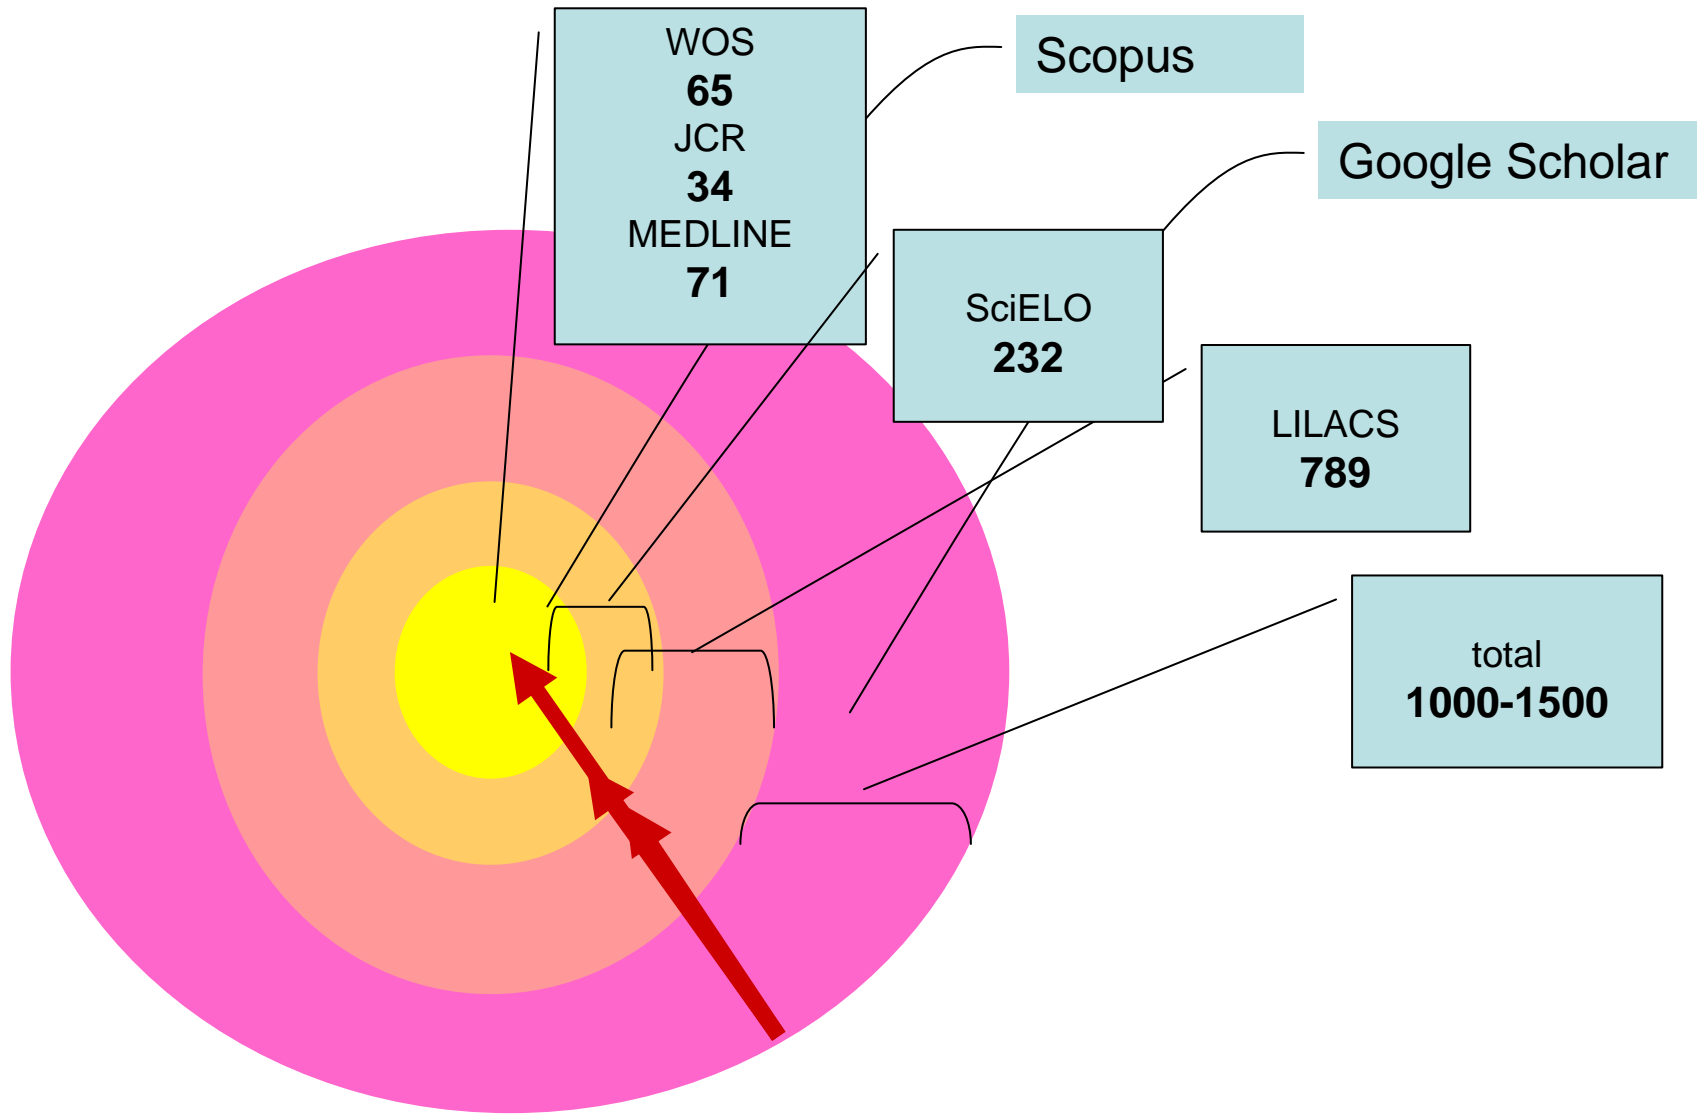 WOS
65
JCR
34
MEDLINE
71
Scopus
Google Scholar
SciELO
232
LILACS
789
total
1000-1500